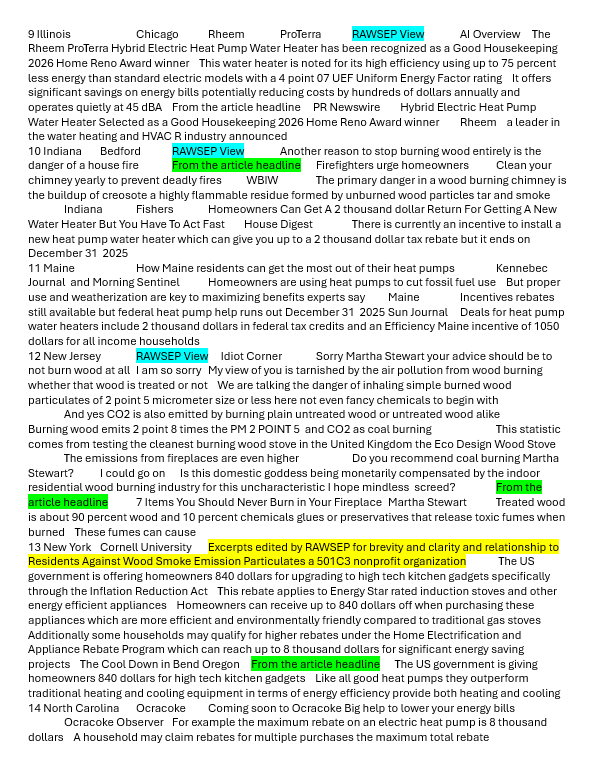 9 Illinois Chicago Rheem ProTerra RAWSEP View AI Overview The
Rheem ProTerra Hybrid Electric Heat Pump Water Heater has been recognized as a Good Housekeeping
2026 Home Reno Award winner This water heater is noted for its high efficiency using up to 75 percent
less energy than standard electric models with a 4 point 07 UEF Uniform Energy Factor rating It offers
significant savings on energy bills potentially reducing costs by hundreds of dollars annually and
operates quietly at 45 dBA From the article headline PR Newswire Hybrid Electric Heat Pump
Water Heater Selected as a Good Housekeeping 2026 Home Reno Award winner Rheem a leader in
the water heating and HVAC R industry announced
10 Indiana Bedford RAWSEP View Another reason to stop burning wood entirely is the
danger of a house fire From the article headline Firefighters urge homeowners Clean your
chimney yearly to prevent deadly fires WBIW The primary danger in a wood burning chimney is
the buildup of creosote a highly flammable residue formed by unburned wood particles tar and smoke
Indiana Fishers Homeowners Can Get A 2 thousand dollar Return For Getting A New
Water Heater But You Have To Act Fast House Digest There is currently an incentive to install a
new heat pump water heater which can give you up to a 2 thousand dollar tax rebate but it ends on
December 31 2025
11 Maine How Maine residents can get the most out of their heat pumps Kennebec
Journal and Morning Sentinel Homeowners are using heat pumps to cut fossil fuel use But proper
use and weatherization are key to maximizing benefits experts say Maine Incentives rebates
still available but federal heat pump help runs out December 31 2025 Sun Journal Deals for heat pump
water heaters include 2 thousand dollars in federal tax credits and an Efficiency Maine incentive of 1050
dollars for all income households
12 New Jersey RAWSEP View Idiot Corner Sorry Martha Stewart your advice should be to
not burn wood at all I am so sorry My view of you is tarnished by the air pollution from wood burning
whether that wood is treated or not We are talking the danger of inhaling simple burned wood
particulates of 2 point 5 micrometer size or less here not even fancy chemicals to begin with
And yes CO2 is also emitted by burning plain untreated wood or untreated wood alike
Burning wood emits 2 point 8 times the PM 2 POINT 5 and CO2 as coal burning This statistic
comes from testing the cleanest burning wood stove in the United Kingdom the Eco Design Wood Stove
The emissions from fireplaces are even higher Do you recommend coal burning Martha
Stewart? I could go on Is this domestic goddess being monetarily compensated by the indoor
residential wood burning industry for this uncharacteristic I hope mindless screed? From the
article headline 7 Items You Should Never Burn in Your Fireplace Martha Stewart Treated wood
is about 90 percent wood and 10 percent chemicals glues or preservatives that release toxic fumes when
burned These fumes can cause
13 New York Cornell University Excerpts edited by RAWSEP for brevity and clarity and relationship to
Residents Against Wood Smoke Emission Particulates a 501C3 nonprofit organization The US
government is offering homeowners 840 dollars for upgrading to high tech kitchen gadgets specifically
through the Inflation Reduction Act This rebate applies to Energy Star rated induction stoves and other
energy efficient appliances Homeowners can receive up to 840 dollars off when purchasing these
appliances which are more efficient and environmentally friendly compared to traditional gas stoves
Additionally some households may qualify for higher rebates under the Home Electrification and
Appliance Rebate Program which can reach up to 8 thousand dollars for significant energy saving
projects The Cool Down in Bend Oregon From the article headline The US government is giving
homeowners 840 dollars for high tech kitchen gadgets Like all good heat pumps they outperform
traditional heating and cooling equipment in terms of energy efficiency provide both heating and cooling
14 North Carolina Ocracoke Coming soon to Ocracoke Big help to lower your energy bills
Ocracoke Observer For example the maximum rebate on an electric heat pump is 8 thousand
dollars A household may claim rebates for multiple purchases the maximum total rebate